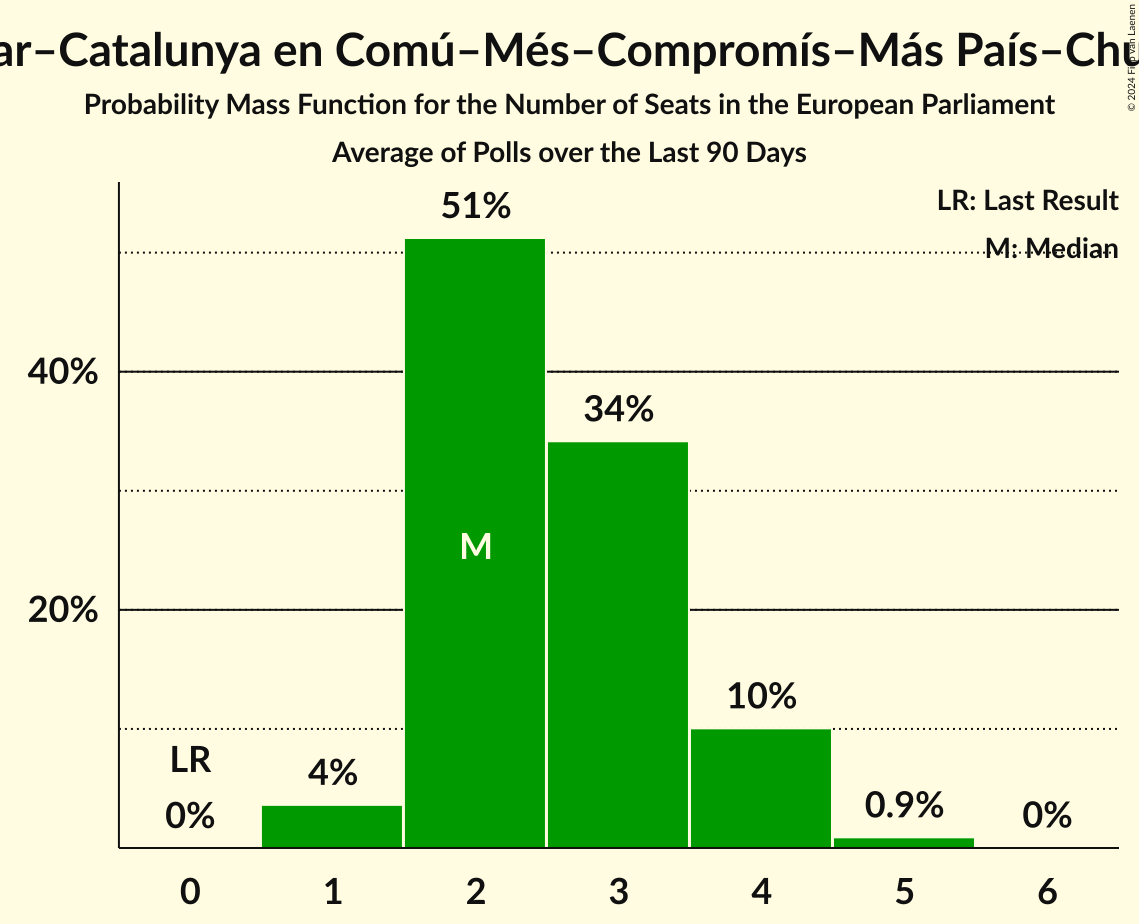 ar–Catalunya en Comú–Més–Compromís–Más País–Chu
Probability Mass Function for the Number of Seats in the European Parliament
Average of Polls over the Last 90 Days
© 2024 Filip van Laenen
LR: Last Result
M: Median
51%
40%
34%
M
20%
10%
LR
4%
0%
0.9%
0%
0 1 2 3 4 5 6